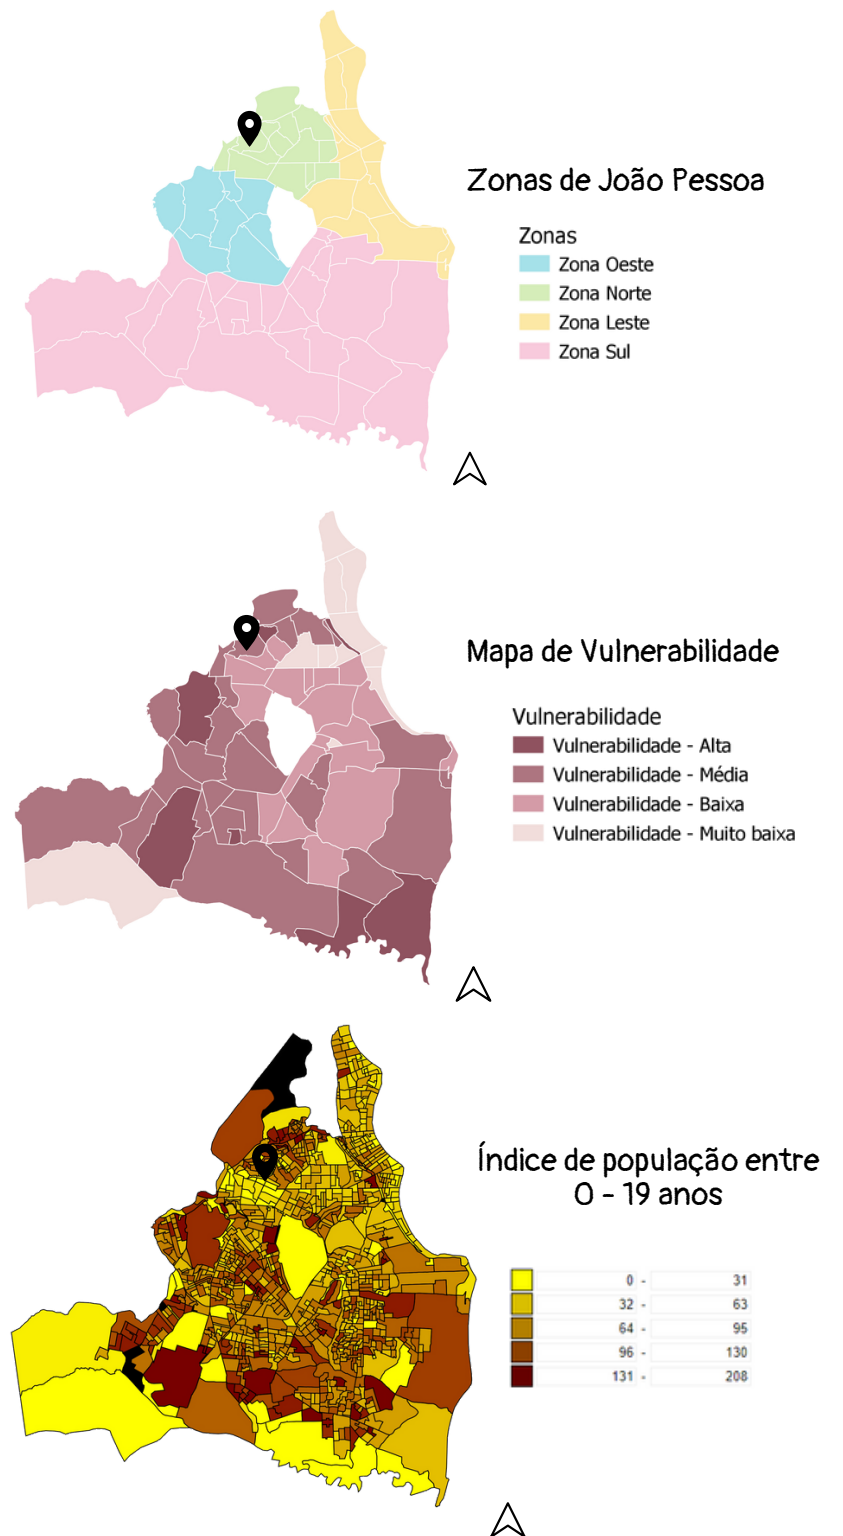 Zonas de João Pessoa
Zonas
Zona Oeste
Zona Norte
Zona Leste
Zona Sul
Mapa de Vulnerabilidade
Vulnerabilidade
Vulnerabilidade - Alta
Vulnerabilidade - Média
Vulnerabilidade - Baixa
Vulnerabilidade - Muito baixa
Índice de população entre
0 - 19 anos
0 - 31
32 - 63
64 - 95
96 - 130
131 - 208